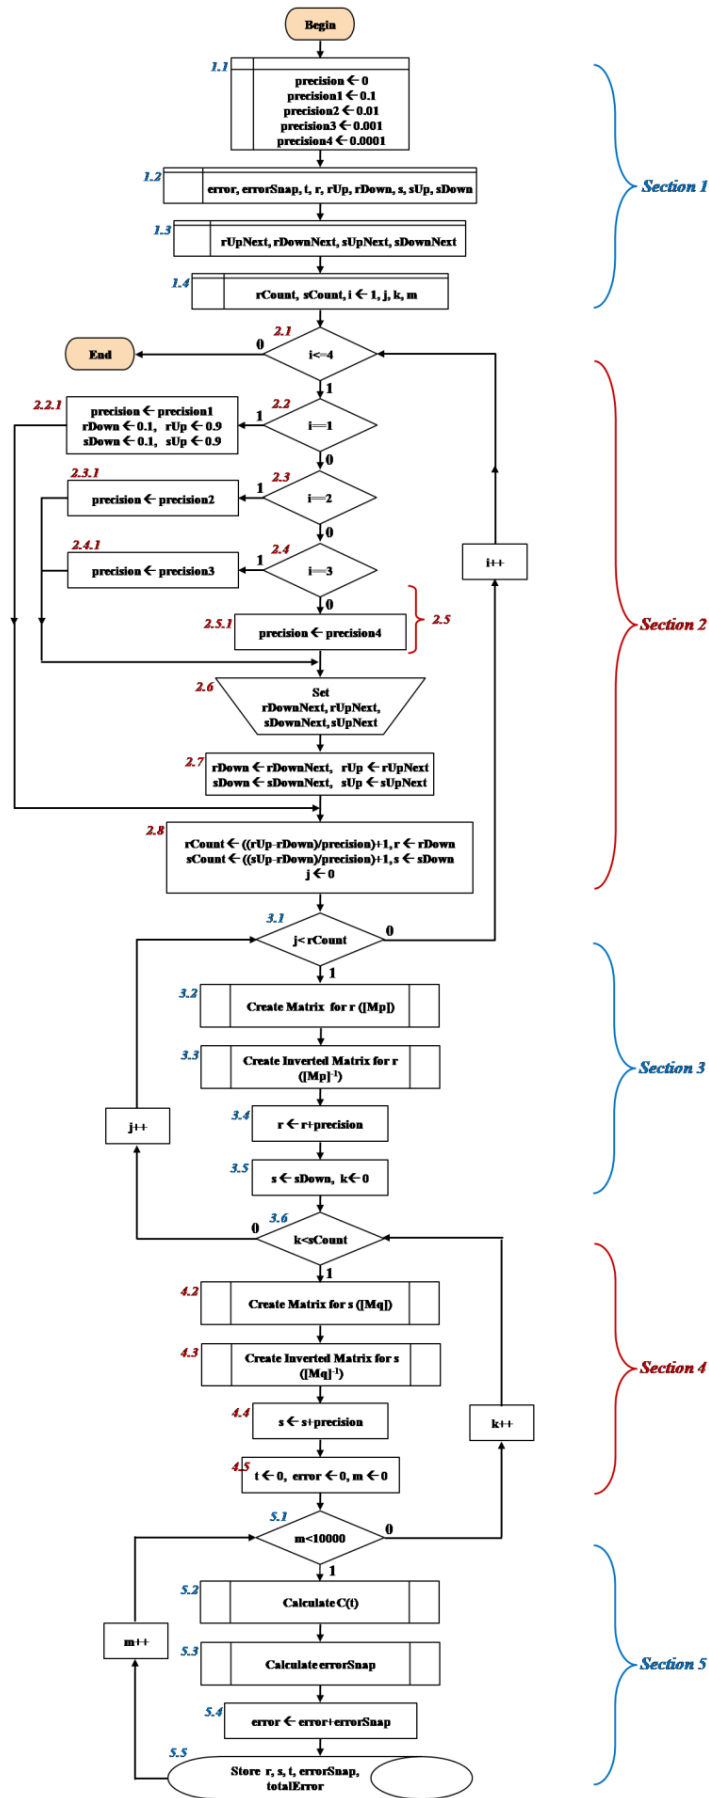 Begin
1.1
precision ← 0
precision1 ← 0.1
precision2 ← 0.01
precision3 ← 0.001
precision4 ← 0.0001
1.2
error, errorSnap, t, r, rUp, rDown, s, sUp, sDown
Section 1
1.3
rUpNext, rDownNext, sUpNext, sDownNext
1.4
rCount, sCount, i ← 1, j, k, m
2.1
End
0
i<=4
1
2.2.1
precision ← precision1
rDown ← 0.1, rUp ← 0.9
sDown ← 0.1, sUp ← 0.9
1
2.2
i==1
0
2.3.1
precision ← precision2
1
2.3
i==2
0
2.4.1
precision ← precision3
1
2.4
i==3
0
i++
2.5.1
precision ← precision4
2.5
Section 2
2.6
Set
rDownNext, rUpNext,
sDownNext, sUpNext
2.7
rDown ← rDownNext, rUp ← rUpNext
sDown ← sDownNext, sUp ← sUpNext
2.8
rCount ← ((rUp-rDown)/precision)+1, r ← rDown
sCount ← ((sUp-rDown)/precision)+1, s ← sDown
j ← 0
3.1
j< rCount
0
1
3.2
Create Matrix for r ([Mp])
3.3
Create Inverted Matrix for r
([Mp]-1)
Section 3
3.4
r ← r+precision
j++
3.5
s ← sDown, k← 0
3.6
0
k<sCount
1
4.2
Create Matrix for s ([Mq])
4.3
Create Inverted Matrix for s
([Mq]-1)
Section 4
4.4
s ← s+precision
k++
4.5
t ← 0, error ← 0, m ← 0
5.1
m<10000
0
1
5.2
Calculate C(t)
m++
5.3
Calculate errorSnap
Section 5
5.4
error ← error+errorSnap
5.5
Store r, s, t, errorSnap,
totalError